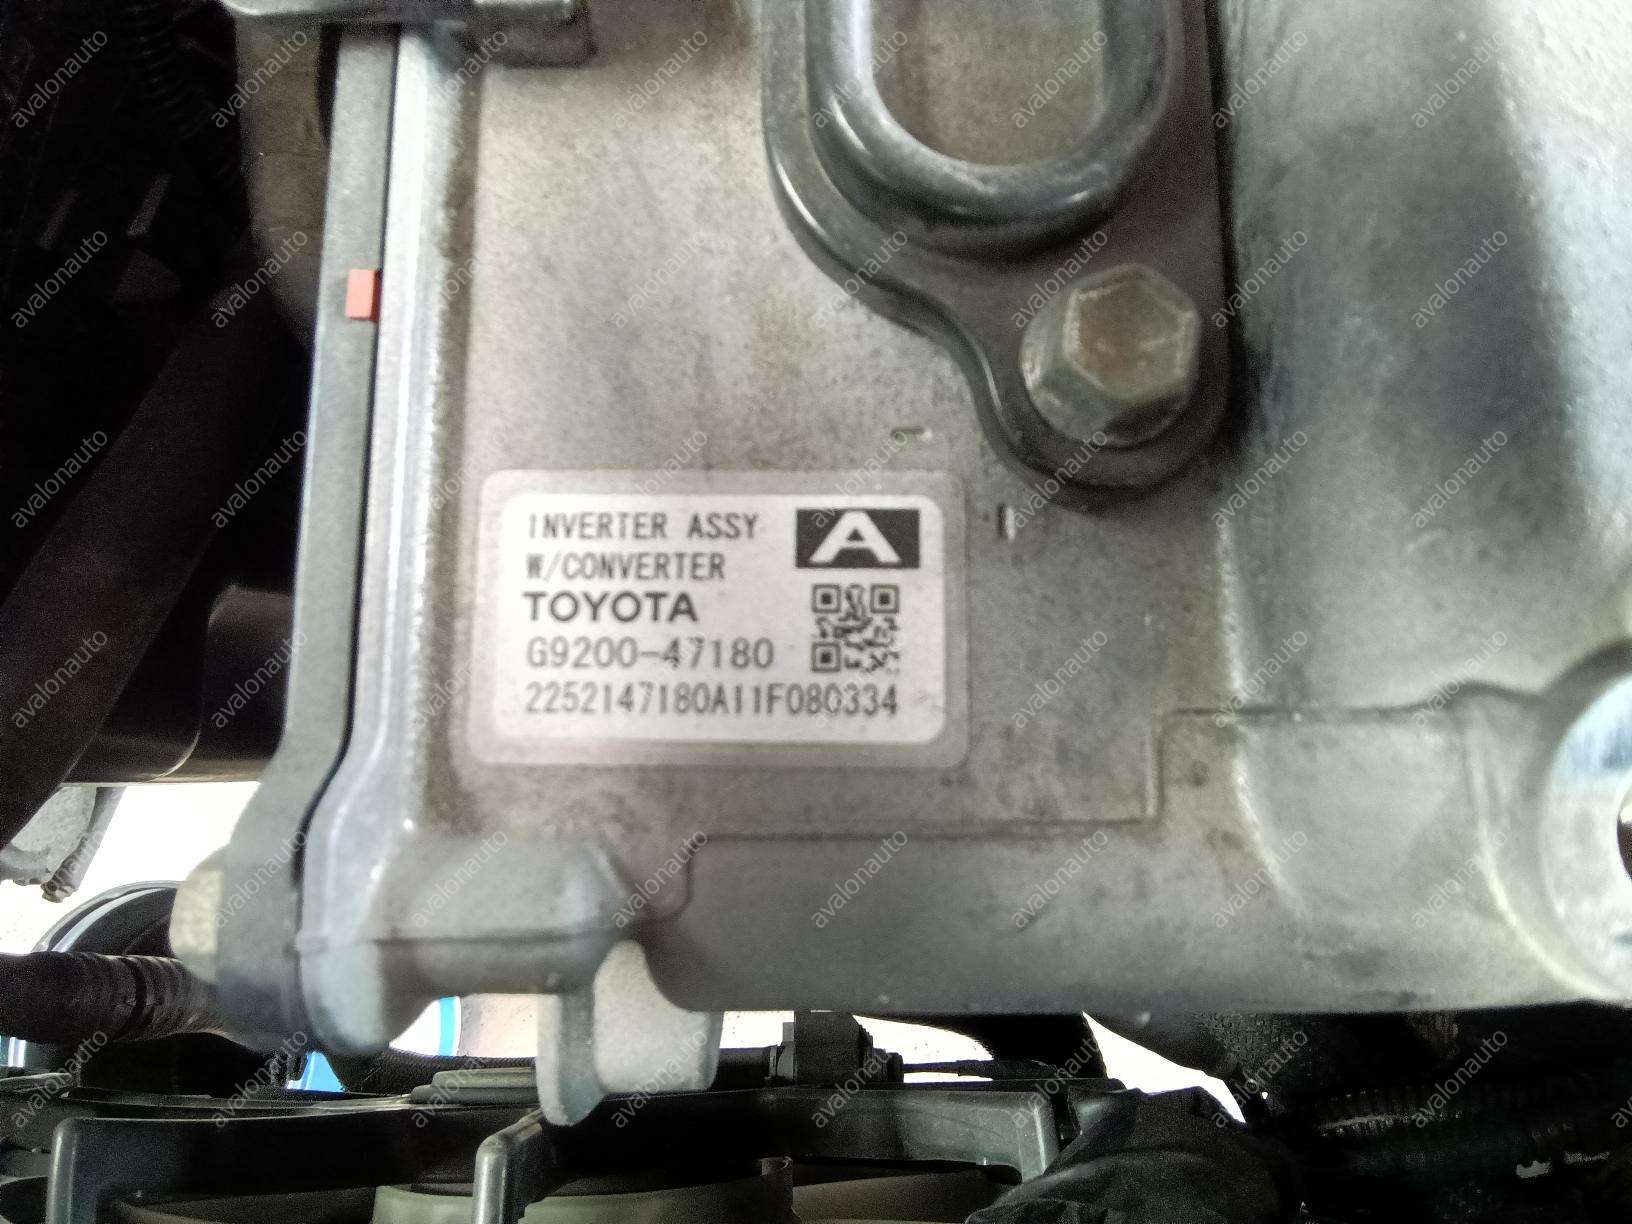 INVERTER ASSY
W/CONVERTER
A
TOYOTA
G9200-47180
2252147180A11F080334
avalonauto